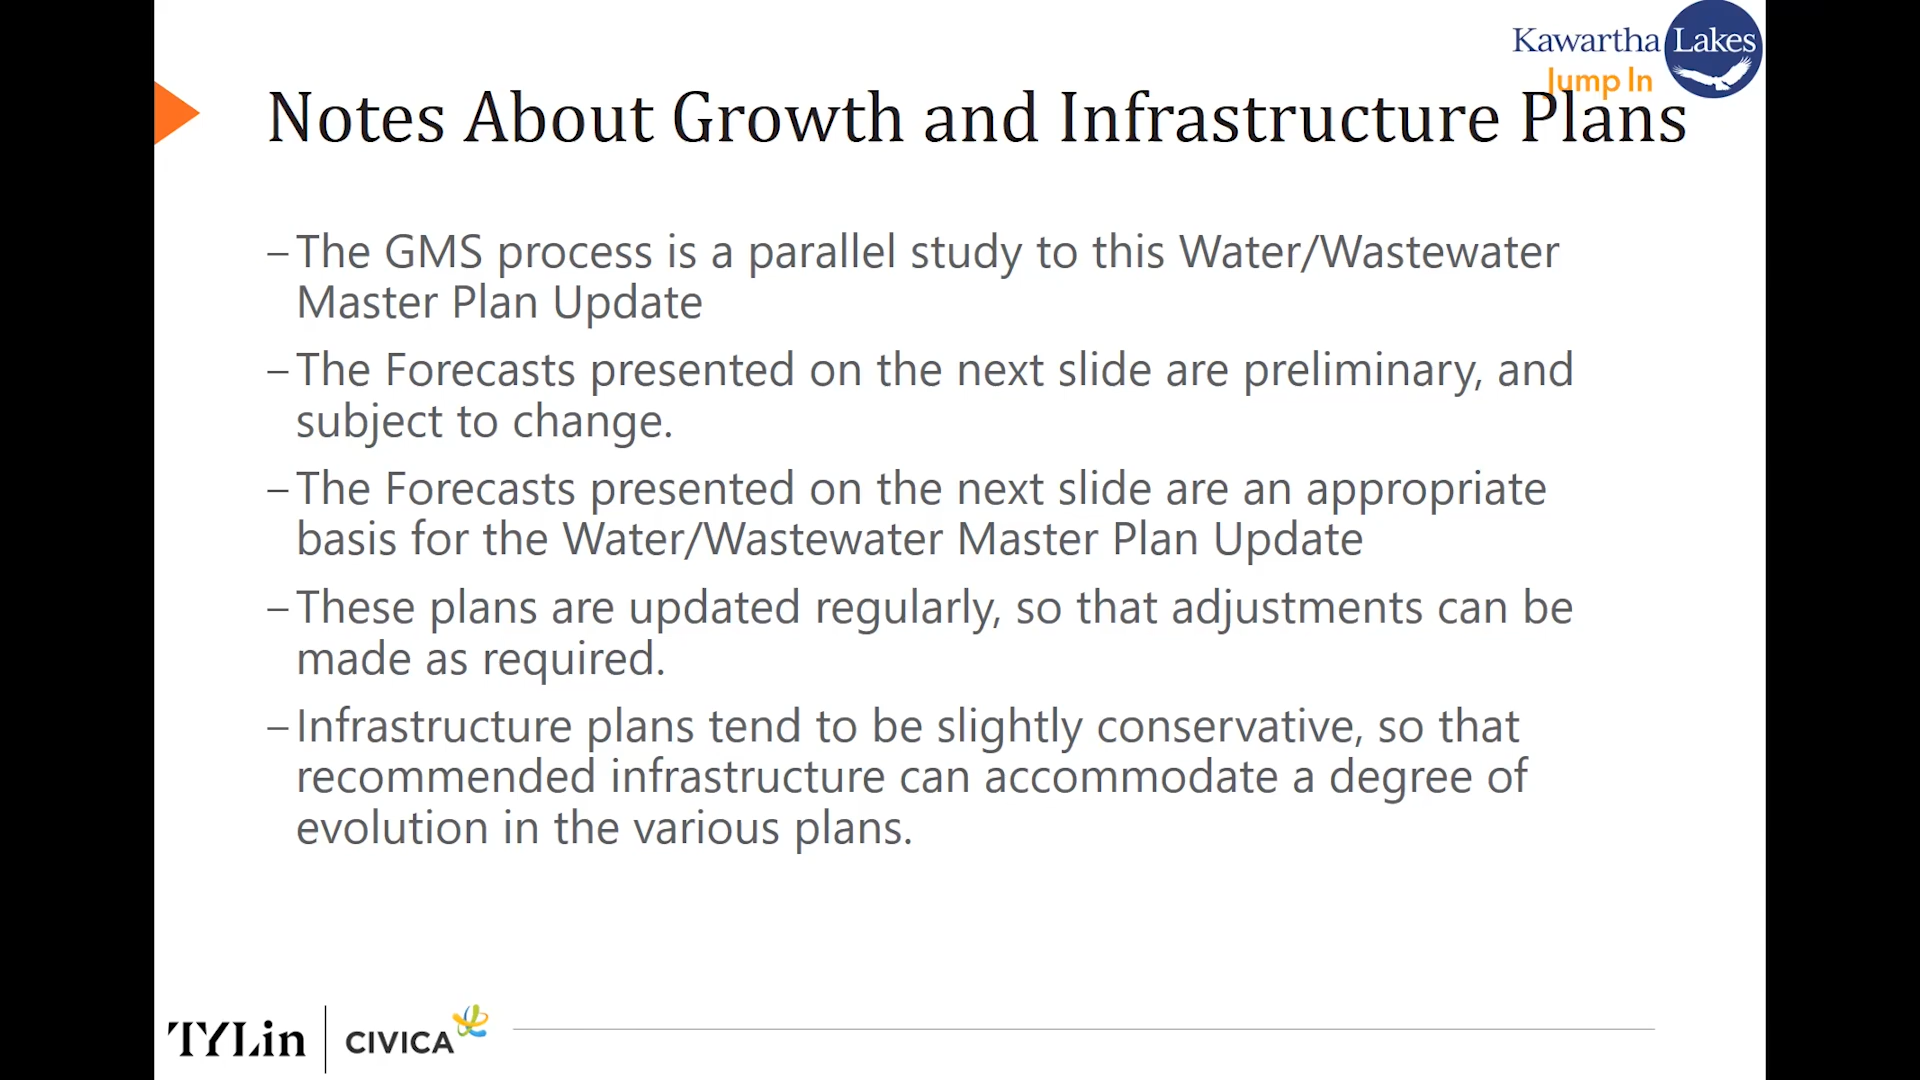 Kawartha Lakes
Jump In
Notes About Growth and Infrastructure Plans
–The GMS process is a parallel study to this Water/Wastewater
Master Plan Update
–The Forecasts presented on the next slide are preliminary, and
subject to change.
–The Forecasts presented on the next slide are an appropriate
basis for the Water/Wastewater Master Plan Update
–These plans are updated regularly, so that adjustments can be
made as required.
–Infrastructure plans tend to be slightly conservative, so that
recommended infrastructure can accommodate a degree of
evolution in the various plans.
TYLin | CIVICA